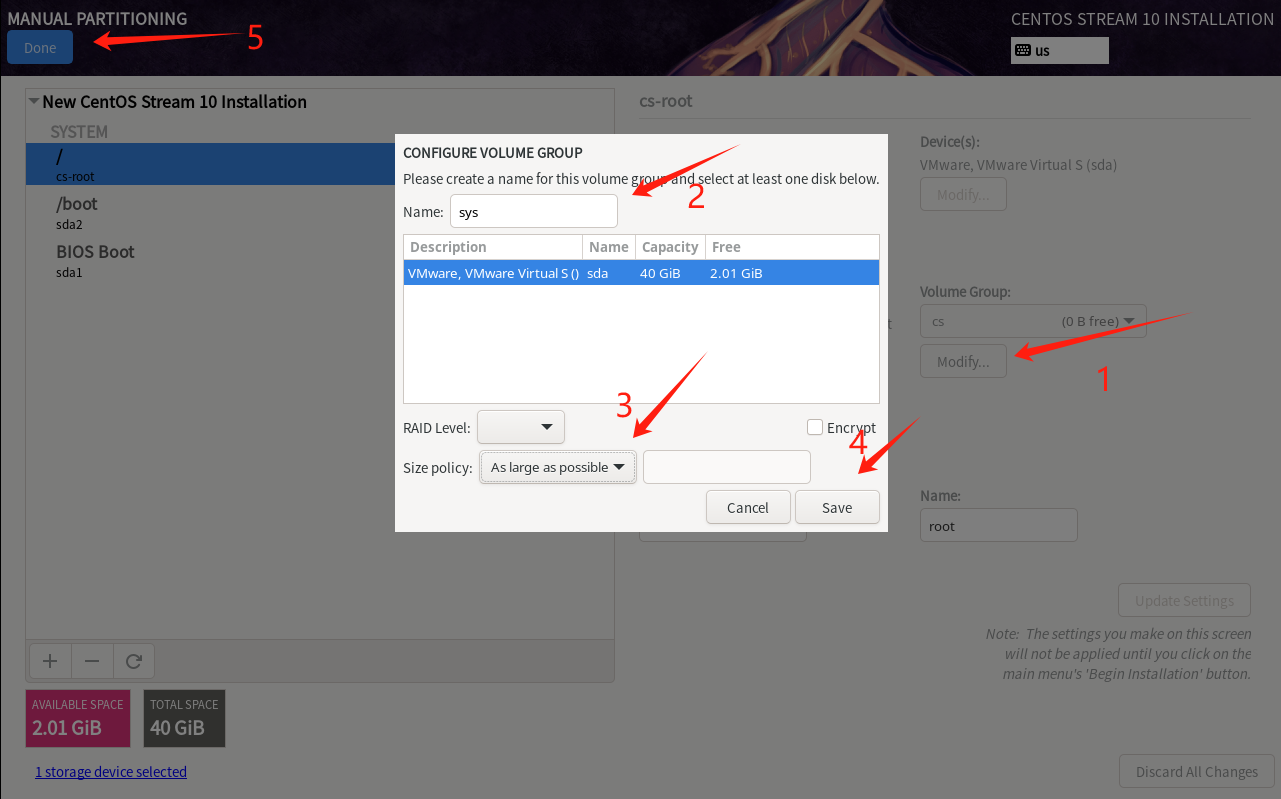 MANUAL PARTITIONING
CENTOS STREAM 10 INSTALLATION
Done
5
us
New CentOS Stream 10 Installation
SYSTEM
/
cs-root
/boot
sda2
BIOS Boot
sda1
cs-root
Device(s):
VMware, VMware Virtual S (sda)
Modify...
Volume Group:
cs (0 B free)
Modify...
1
CONFIGURE VOLUME GROUP
Please create a name for this volume group and select at least one disk below.
2
Name: sys
Description Name Capacity Free
VMware, VMware Virtual S () sda 40 GiB 2.01 GiB
3
RAID Level:
Encrypt
4
Size policy: As large as possible
Cancel Save
Name:
root
Update Settings
Note: The settings you make on this screen
will not be applied until you click on the
main menu's 'Begin Installation' button.
AVAILABLE SPACE
2.01 GiB
TOTAL SPACE
40 GiB
1 storage device selected
Discard All Changes